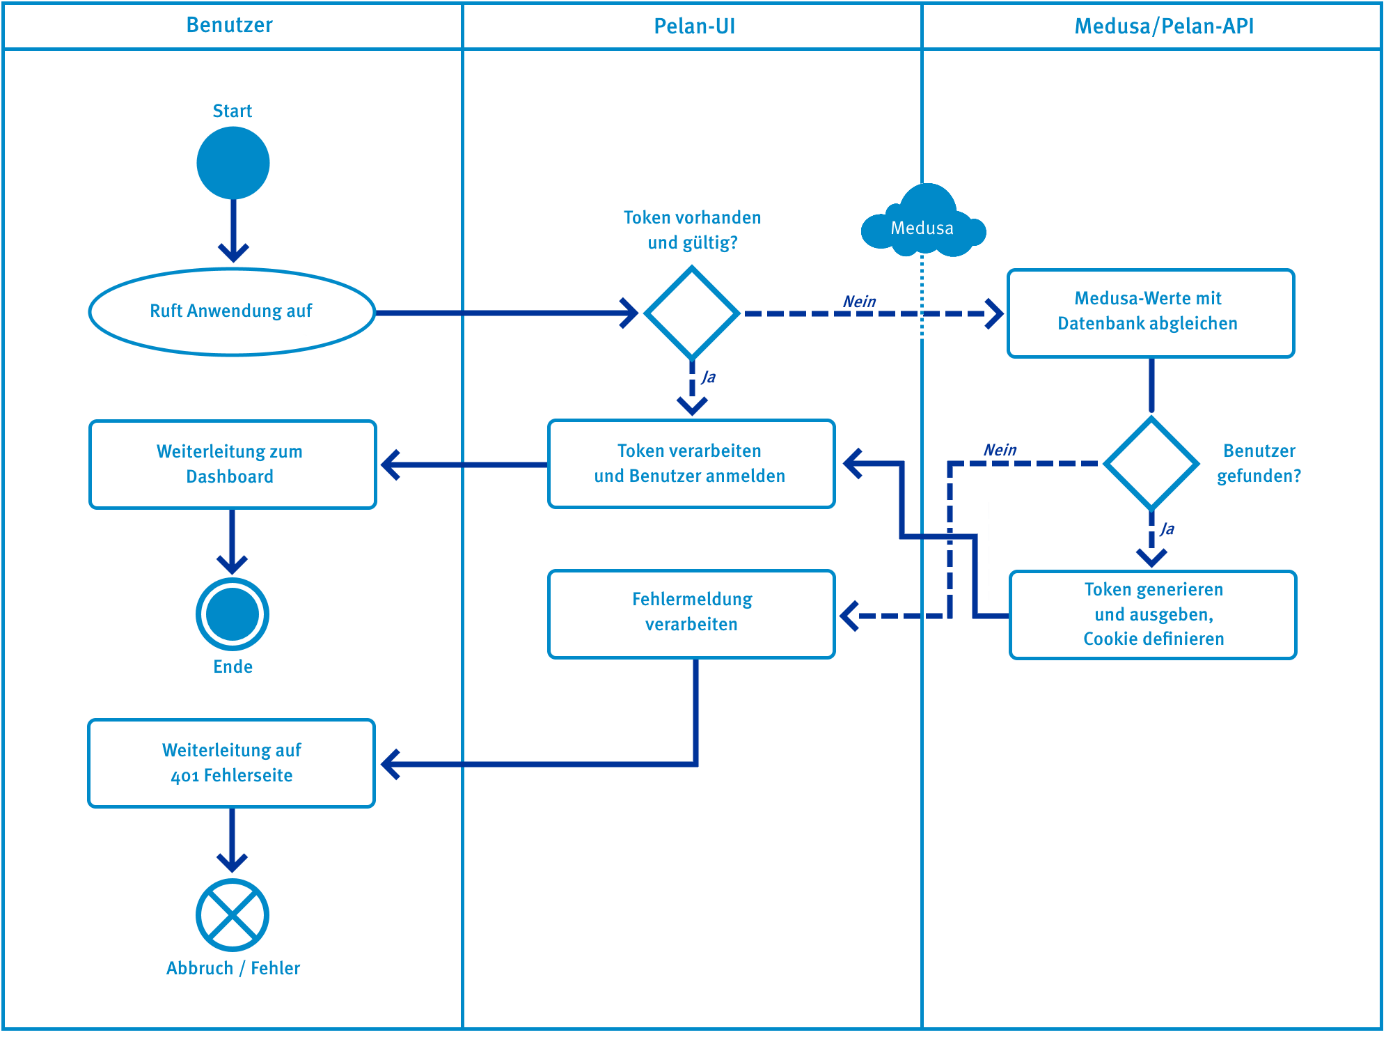 Benutzer
Pelan-UI
Medusa/Pelan-API
Start
Ruft Anwendung auf
Token vorhanden
und gültig?
Nein
Ja
Medusa
Medusa-Werte mit
Datenbank abgleichen
Benutzer
gefunden?
Nein
Ja
Token generieren
und ausgeben,
Cookie definieren
Token verarbeiten
und Benutzer anmelden
Weiterleitung zum
Dashboard
Ende
Fehlermeldung
verarbeiten
Weiterleitung auf
401 Fehlerseite
Abbruch / Fehler